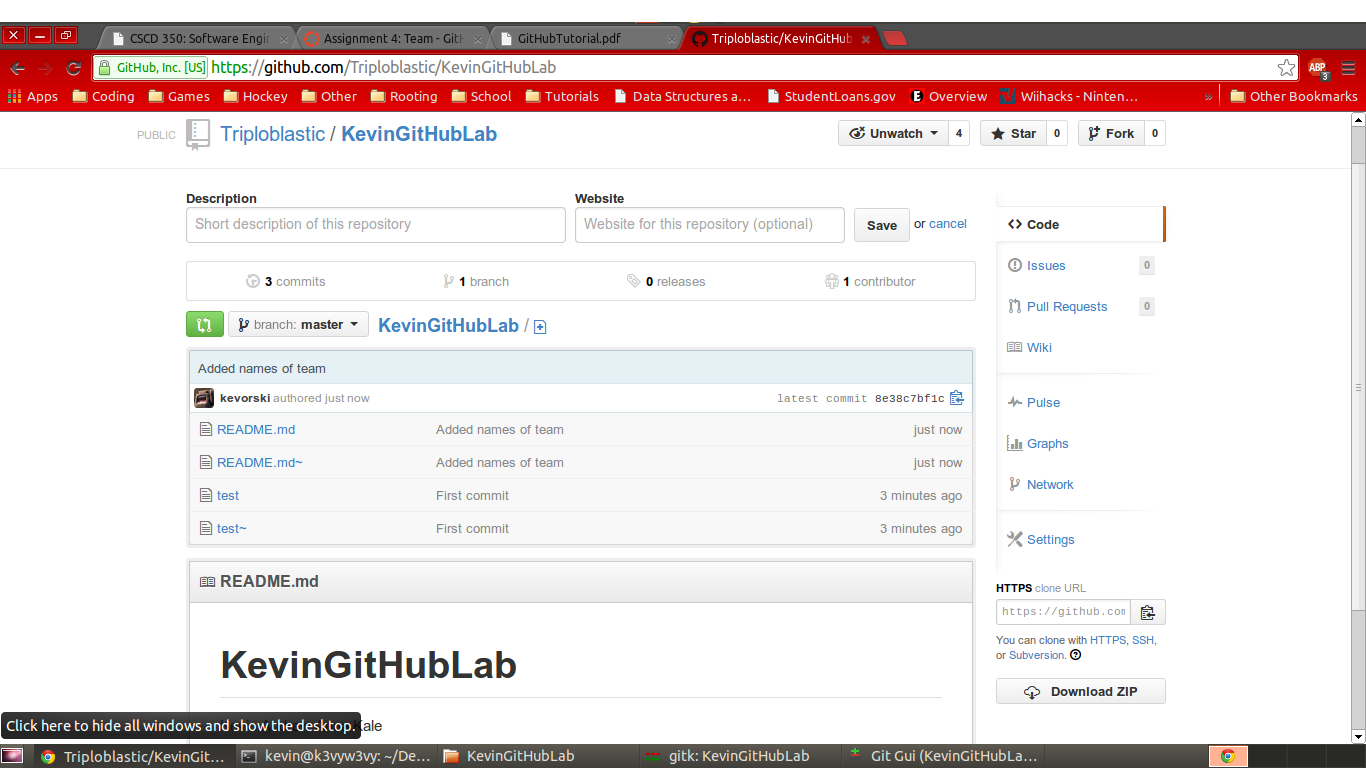 CSCD 350: Software Engir
Assignment 4: Team - GitH
GitHubTutorial.pdf
Triploblastic/KevinGitHub
GitHub, Inc. [US] https://github.com/Triploblastic/KevinGitHubLab
ABP 3
Apps Coding Games Hockey Other Rooting School Tutorials Data Structures a... StudentLoans.gov Overview Wiihacks - Ninten... » Other Bookmarks
PUBLIC Triploblastic / KevinGitHubLab
Unwatch 4 Star 0 Fork 0
Description Website
Short description of this repository Website for this repository (optional) Save or cancel
3 commits 1 branch 0 releases 1 contributor
branch: master KevinGitHubLab /
Added names of team
kevorski authored just now latest commit 8e38c7bf1c
README.md Added names of team just now
README.md~ Added names of team just now
test First commit 3 minutes ago
test~ First commit 3 minutes ago
README.md
KevinGitHubLab
Kale
Code
Issues 0
Pull Requests 0
Wiki
Pulse
Graphs
Network
Settings
HTTPS clone URL
https://github.com
You can clone with HTTPS, SSH,
or Subversion.
Download ZIP
Click here to hide all windows and show the desktop.
Triploblastic/KevinGit... kevin@k3vyw3vy: ~/De... KevinGitHubLab gitk: KevinGitHubLab Git Gui (KevinGitHubLa...